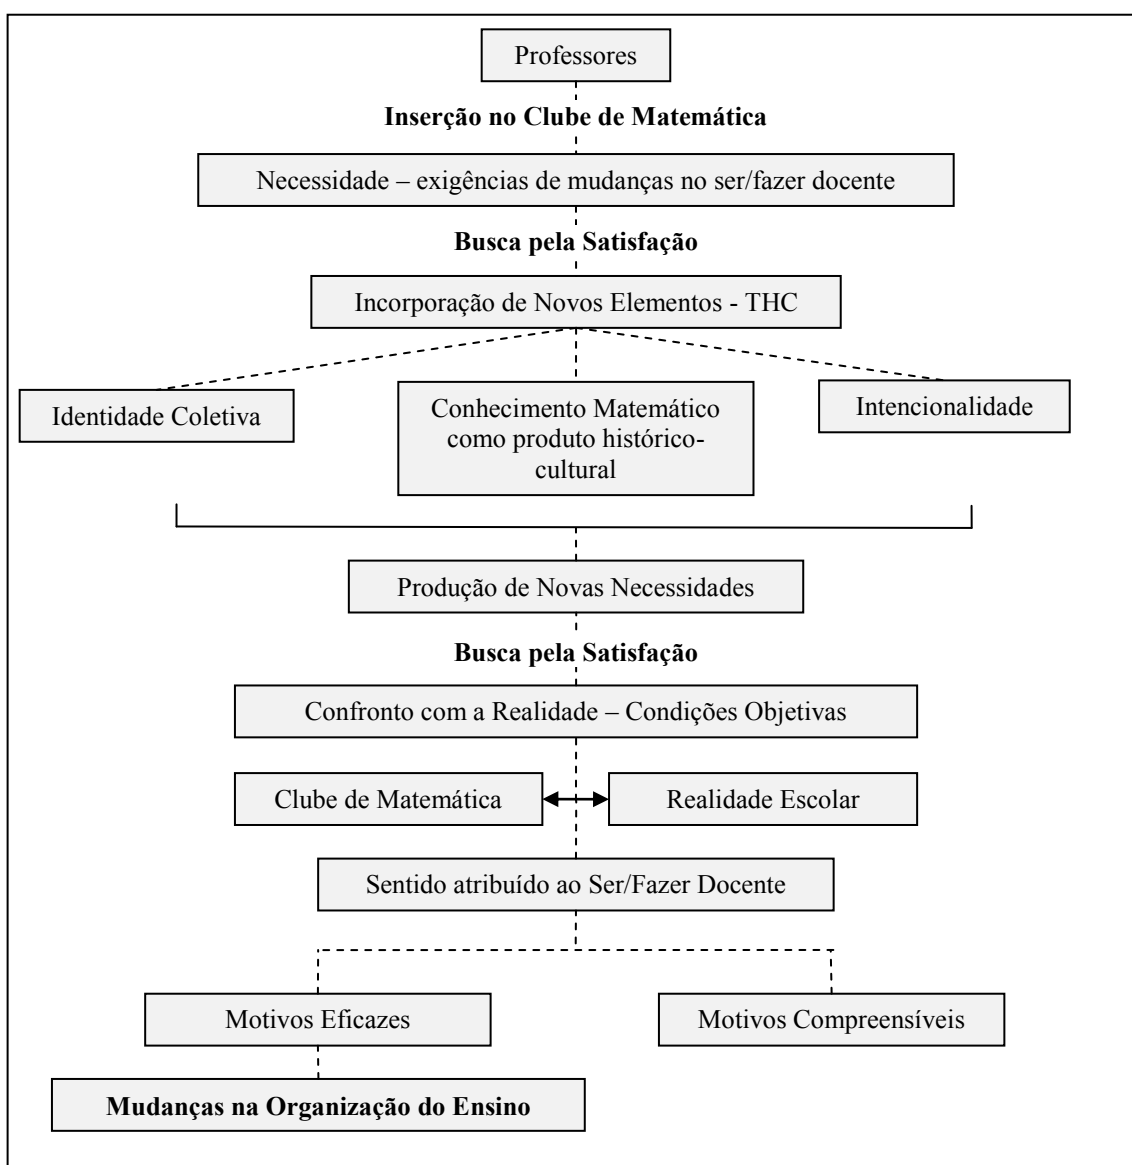 Professores
Inserção no Clube de Matemática
Necessidade – exigências de mudanças no ser/fazer docente
Busca pela Satisfação
Incorporação de Novos Elementos - THC
Identidade Coletiva
Conhecimento Matemático
como produto histórico-
cultural
Intencionalidade
Produção de Novas Necessidades
Busca pela Satisfação
Confronto com a Realidade – Condições Objetivas
Clube de Matemática
Realidade Escolar
Sentido atribuído ao Ser/Fazer Docente
Motivos Eficazes
Motivos Compreensíveis
Mudanças na Organização do Ensino